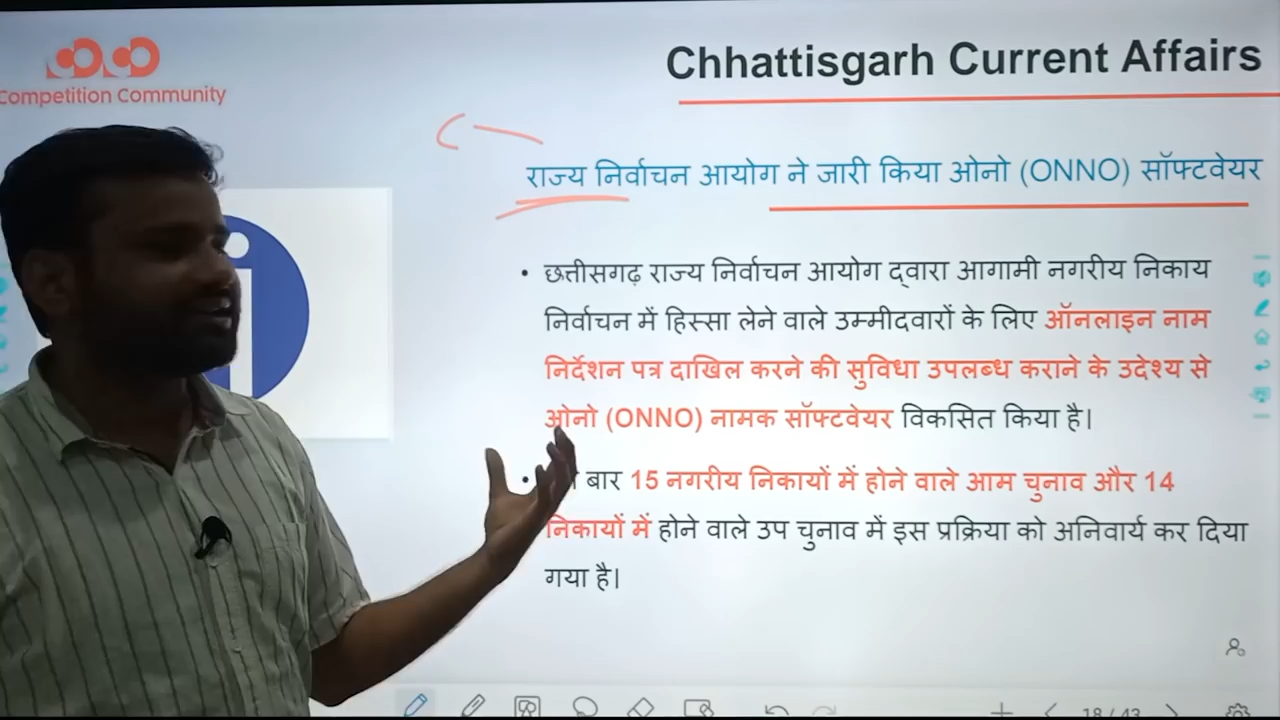 Competition Community
Chhattisgarh Current Affairs
राज्य निर्वाचन आयोग ने जारी किया ओनो (ONNO) सॉफ्टवेयर
• छत्तीसगढ़ राज्य निर्वाचन आयोग द्वारा आगामी नगरीय निकाय
निर्वाचन में हिस्सा लेने वाले उम्मीदवारों के लिए ऑनलाइन नाम
निर्देशन पत्र दाखिल करने की सुविधा उपलब्ध कराने के उदेश्य से
ओनो (ONNO) नामक सॉफ्टवेयर विकसित किया है।
• बार 15 नगरीय निकायों में होने वाले आम चुनाव और 14
निकायों में होने वाले उप चुनाव में इस प्रक्रिया को अनिवार्य कर दिया
गया है।
18 / 43